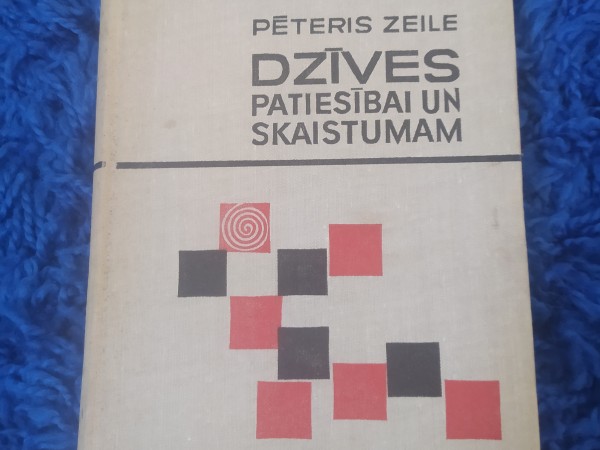 PĒTERIS ZEILE
DZĪVES
PATIESĪBAI UN
SKAISTUMAM